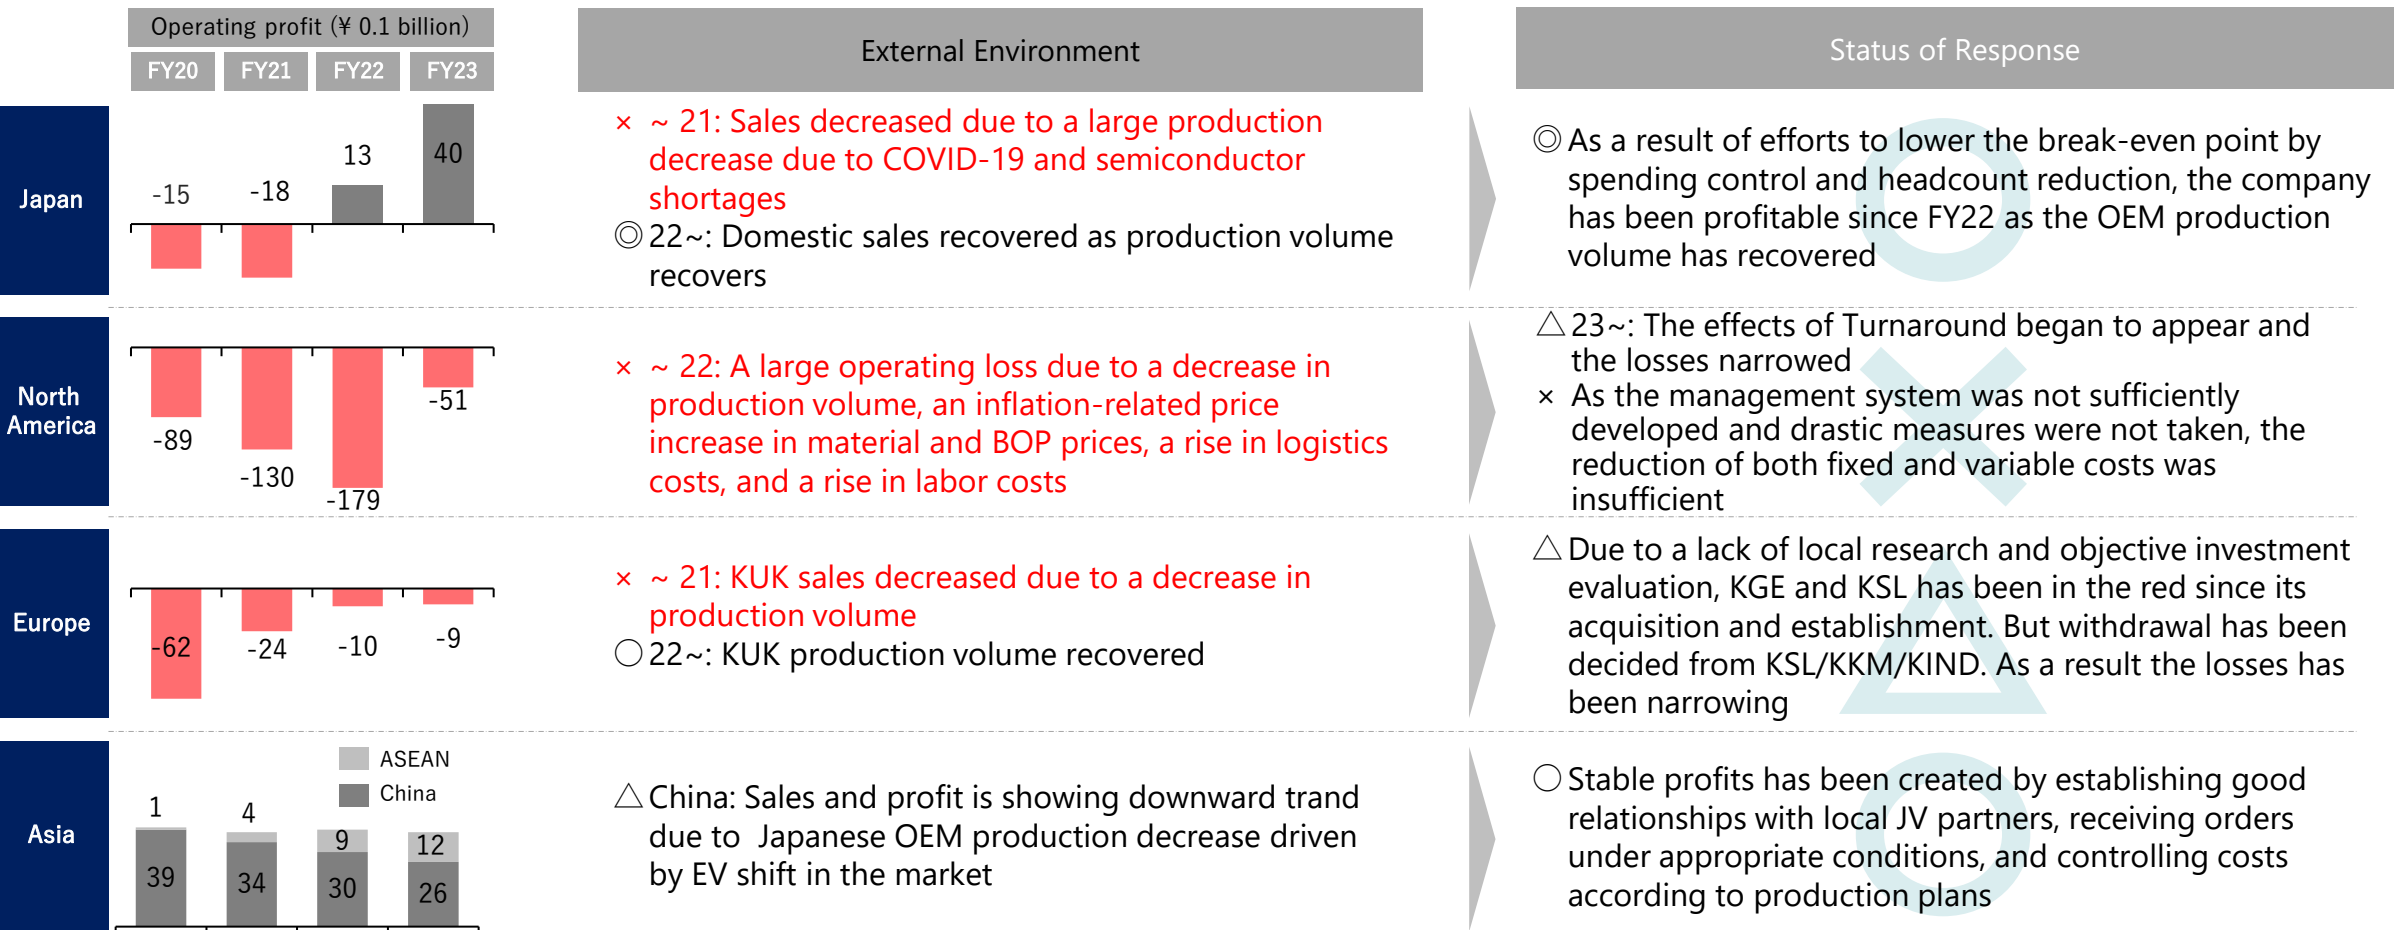 Operating profit (¥ 0.1 billion)
FY20 FY21 FY22 FY23
External Environment
Status of Response
Japan
-15
-18
13
40
× ~ 21: Sales decreased due to a large production
decrease due to COVID-19 and semiconductor
shortages
◎ 22~: Domestic sales recovered as production volume
recovers
◎ As a result of efforts to lower the break-even point by
spending control and headcount reduction, the company
has been profitable since FY22 as the OEM production
volume has recovered
North
America
-89
-130
-179
-51
× ~ 22: A large operating loss due to a decrease in
production volume, an inflation-related price
increase in material and BOP prices, a rise in logistics
costs, and a rise in labor costs
△ 23~: The effects of Turnaround began to appear and
the losses narrowed
× As the management system was not sufficiently
developed and drastic measures were not taken, the
reduction of both fixed and variable costs was
insufficient
Europe
-62
-24
-10
-9
× ~ 21: KUK sales decreased due to a decrease in
production volume
○ 22~: KUK production volume recovered
△ Due to a lack of local research and objective investment
evaluation, KGE and KSL has been in the red since its
acquisition and establishment. But withdrawal has been
decided from KSL/KKM/KIND. As a result the losses has
been narrowing
Asia
ASEAN
China
1
4
9
12
39
34
30
26
△ China: Sales and profit is showing downward trand
due to Japanese OEM production decrease driven
by EV shift in the market
○ Stable profits has been created by establishing good
relationships with local JV partners, receiving orders
under appropriate conditions, and controlling costs
according to production plans